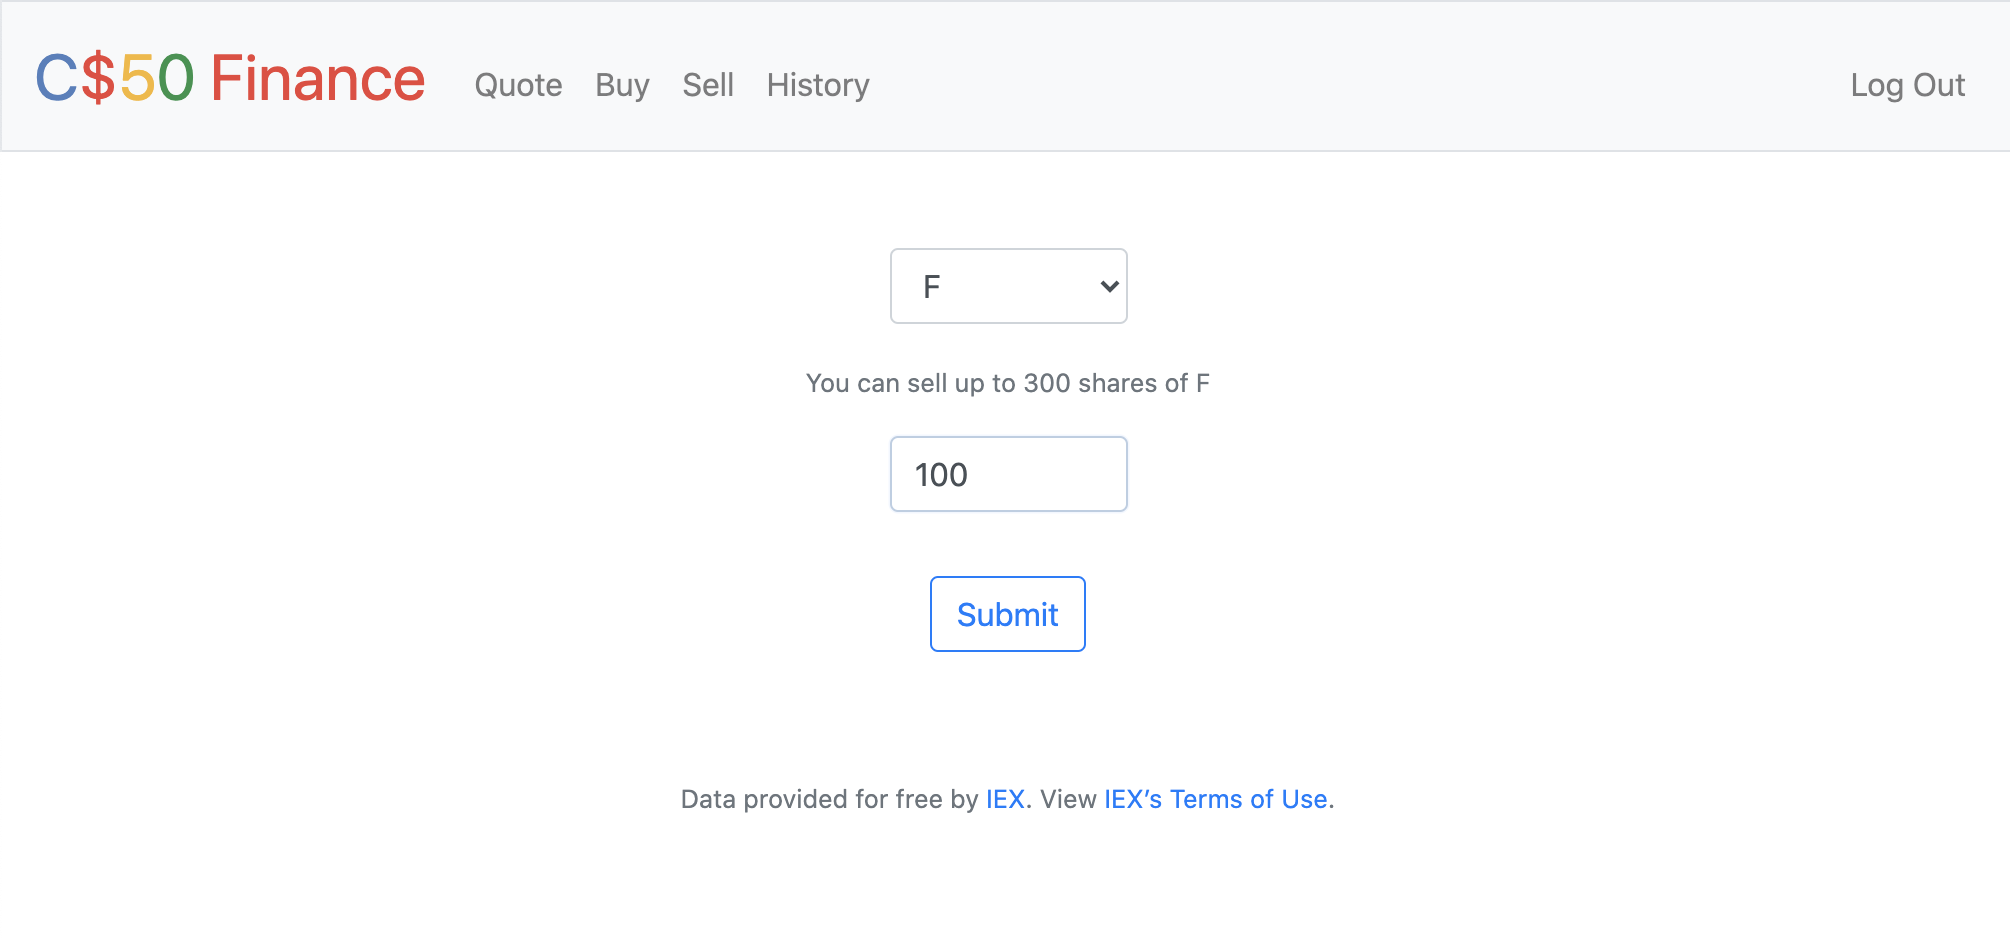 C$50 Finance Quote Buy Sell History Log Out
F
You can sell up to 300 shares of F
100
Submit
Data provided for free by IEX. View IEX’s Terms of Use.